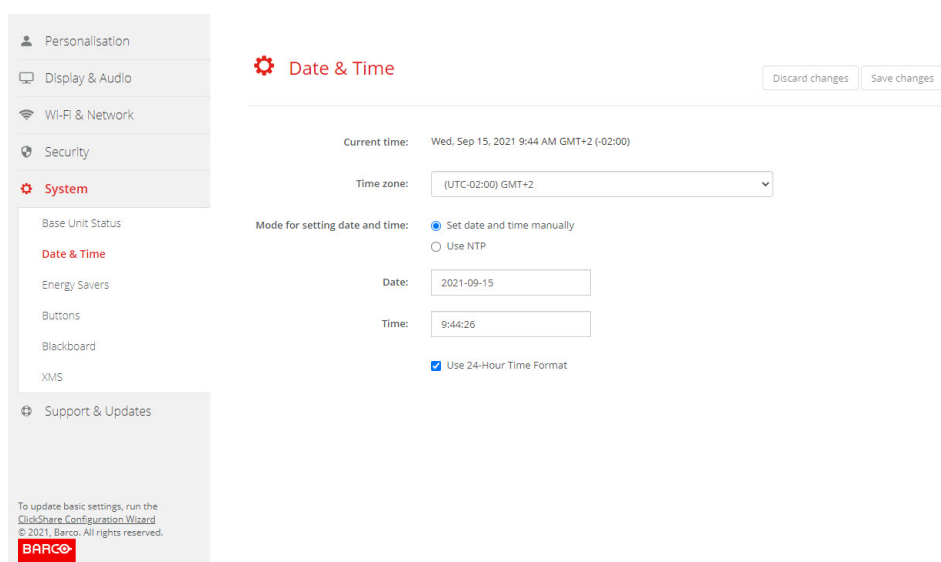 Personalisation
Display & Audio
Wi-Fi & Network
Security
System
Base Unit Status
Date & Time
Energy Savers
Buttons
Blackboard
XMS
Support & Updates
To update basic settings, run the
ClickShare Configuration Wizard
© 2021, Barco. All rights reserved.
BARCO
Date & Time
Discard changes
Save changes
Current time: Wed, Sep 15, 2021 9:44 AM GMT+2 (-02:00)
Time zone: (UTC-02:00) GMT+2
Mode for setting date and time: Set date and time manually
Use NTP
Date: 2021-09-15
Time: 9:44:26
Use 24-Hour Time Format